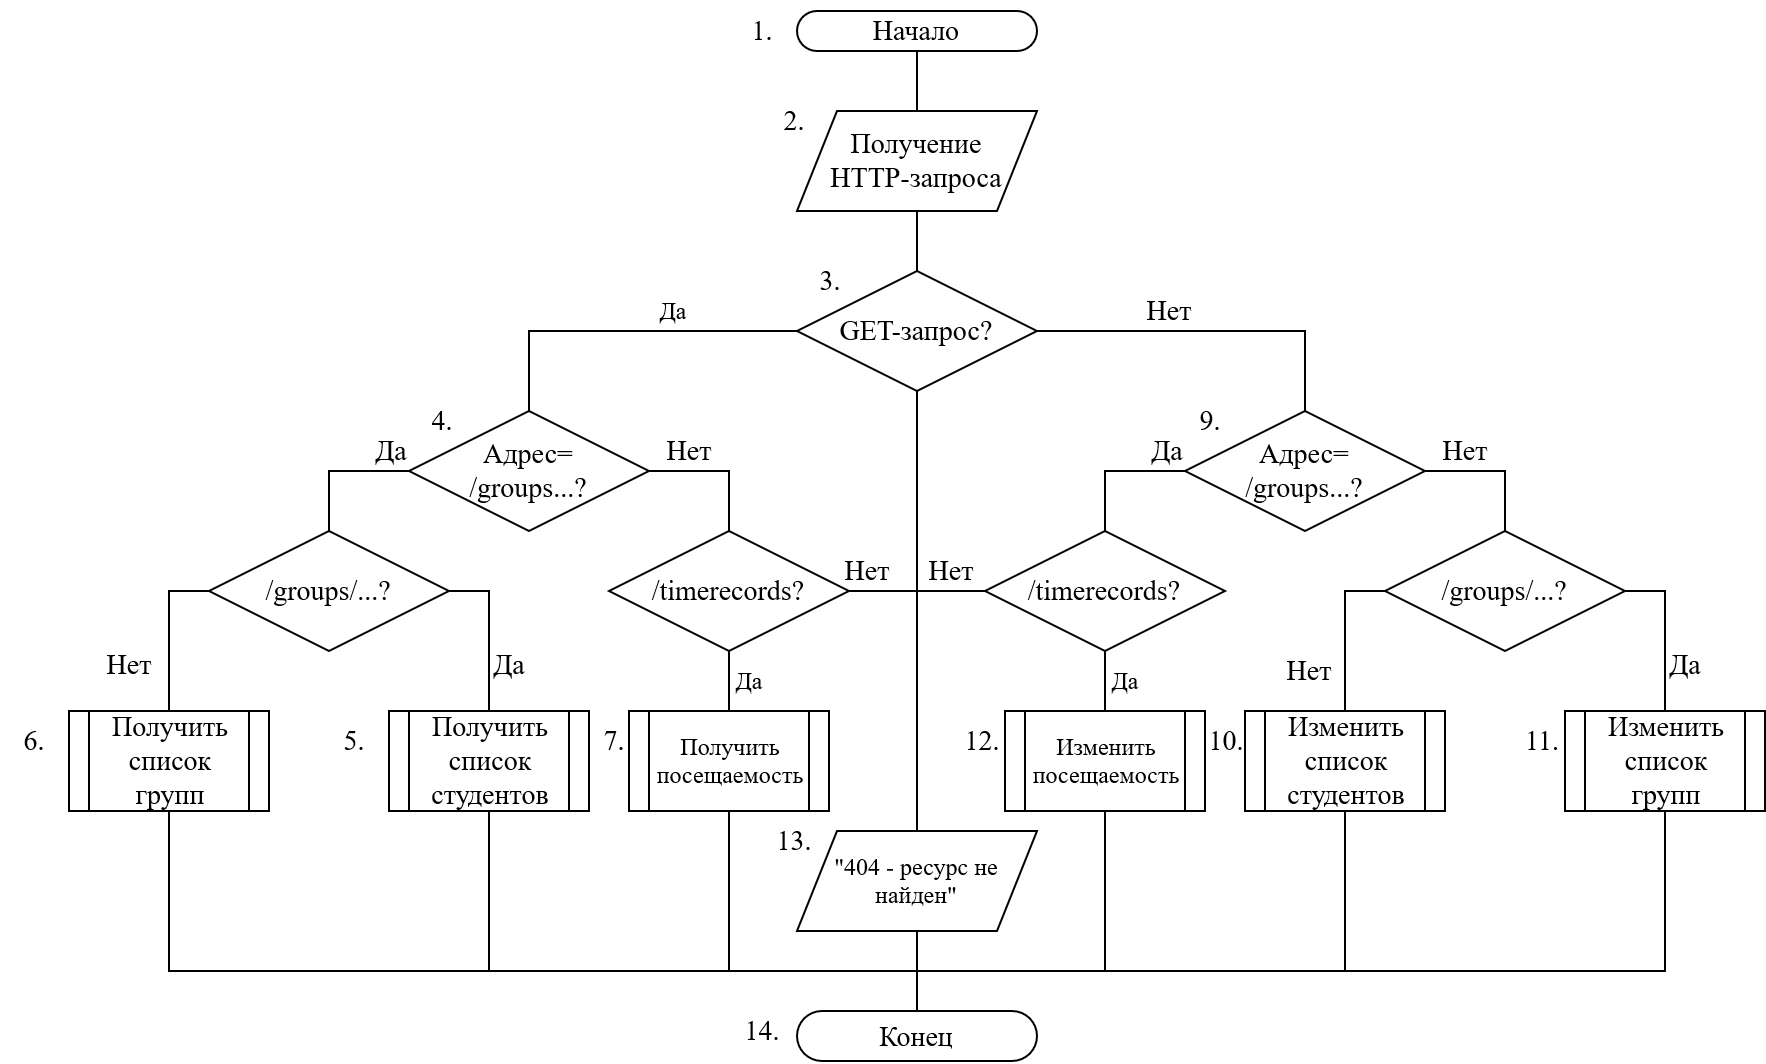 1.
Начало
2.
Получение
HTTP-запроса
3.
GET-запрос?
Да
Нет
4.
Адрес=
/groups...?
Да
Нет
9.
Адрес=
/groups...?
Да
Нет
/groups/...?
/timerecords?
Нет
Нет
/timerecords?
/groups/...?
Нет
Да
Да
Да
Нет
Да
6.
Получить
список
групп
5.
Получить
список
студентов
7.
Получить
посещаемость
12.
Изменить
посещаемость
10.
Изменить
список
студентов
11.
Изменить
список
групп
13.
"404 - ресурс не
найден"
14.
Конец